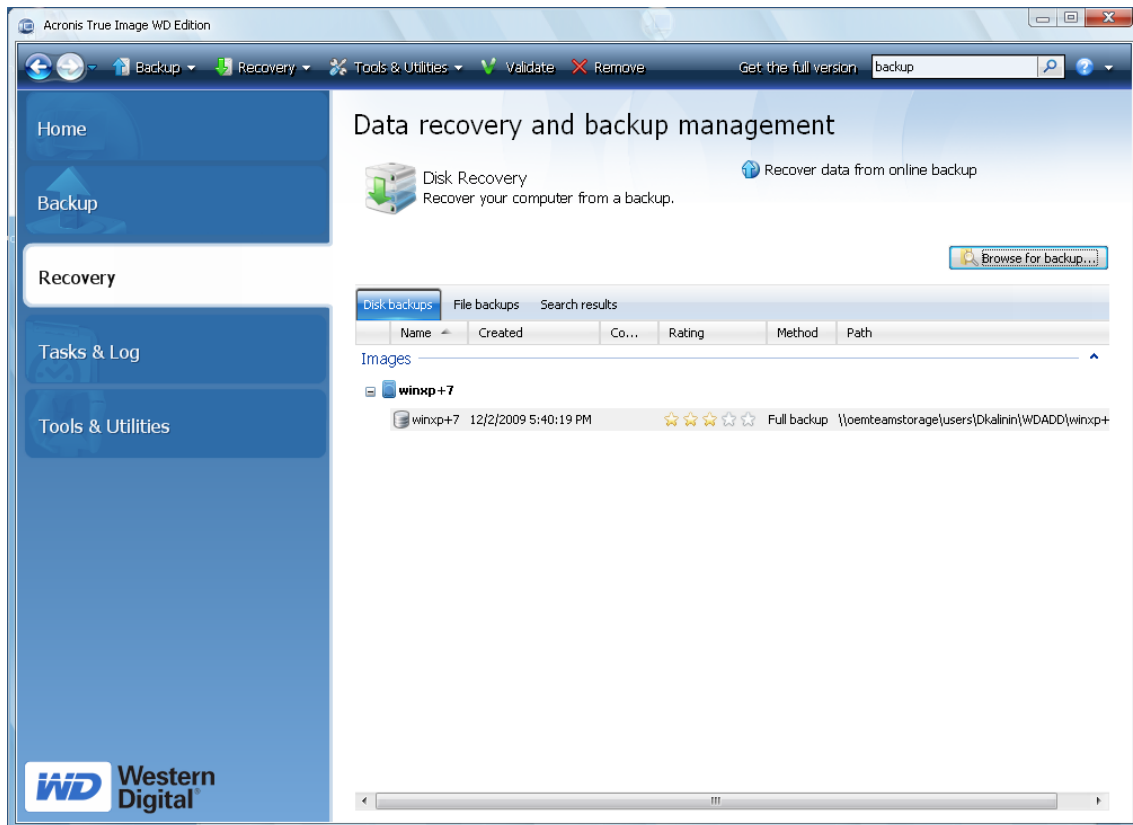 Acronis True Image WD Edition
Backup Recovery Tools & Utilities Validate Remove Get the full version backup
Home
Backup
Recovery
Tasks & Log
Tools & Utilities
WD Western Digital®
Data recovery and backup management
Disk Recovery
Recover your computer from a backup.
Recover data from online backup
Browse for backup...
Disk backups File backups Search results
Name Created Co... Rating Method Path
Images
winxp+7
winxp+7 12/2/2009 5:40:19 PM Full backup \\oemteamstorage\users\Dkalinin\WDADD\winxp+